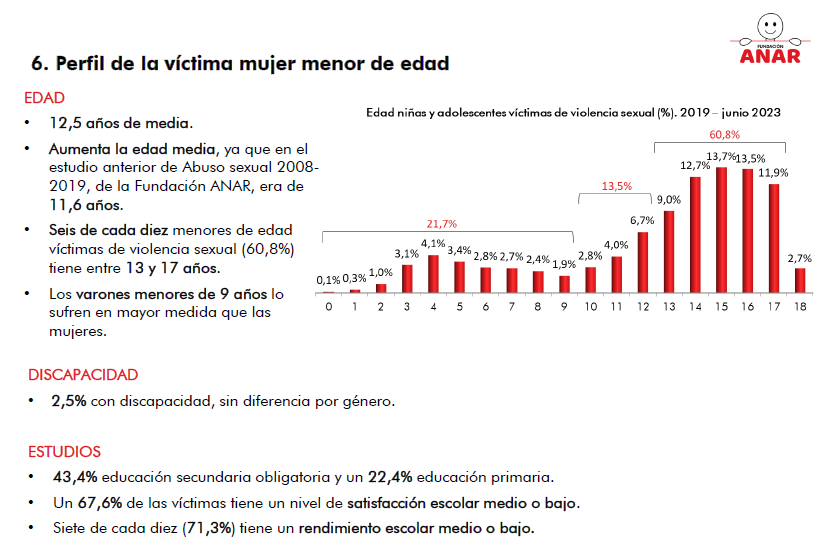 FUNDACIÓN
ANAR
6. Perfil de la víctima mujer menor de edad
EDAD
• 12,5 años de media.
• Aumenta la edad media, ya que en el
estudio anterior de Abuso sexual 2008-
2019, de la Fundación ANAR, era de
11,6 años.
• Seis de cada diez menores de edad
víctimas de violencia sexual (60,8%)
tiene entre 13 y 17 años.
• Los varones menores de 9 años lo
sufren en mayor medida que las
mujeres.
Edad niñas y adolescentes víctimas de violencia sexual (%). 2019 – junio 2023
21,7% 13,5% 60,8%
0,1% 0,3% 1,0% 3,1% 4,1% 3,4% 2,8% 2,7% 2,4% 1,9% 2,8% 4,0% 6,7% 9,0% 12,7% 13,7% 13,5% 11,9% 2,7%
0 1 2 3 4 5 6 7 8 9 10 11 12 13 14 15 16 17 18
DISCAPACIDAD
• 2,5% con discapacidad, sin diferencia por género.
ESTUDIOS
• 43,4% educación secundaria obligatoria y un 22,4% educación primaria.
• Un 67,6% de las víctimas tiene un nivel de satisfacción escolar medio o bajo.
• Siete de cada diez (71,3%) tiene un rendimiento escolar medio o bajo.